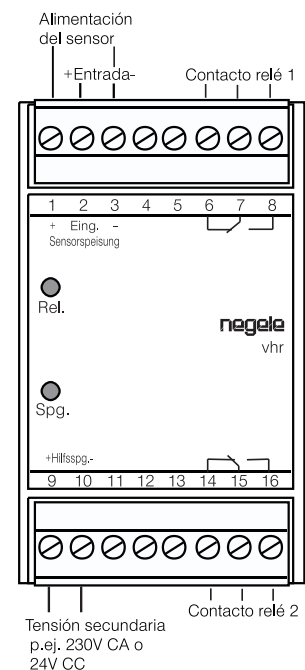 Alimentación
del sensor
+Entrada-
Contacto relé 1
1 2 3 4 5 6 7 8
+ Eing. -
Sensorspeisung
Rel.
negele
vhr
Spg.
+Hilfsspg.-
9 10 11 12 13 14 15 16
Tensión secundaria
p.ej. 230V CA o
24V CC
Contacto relé 2